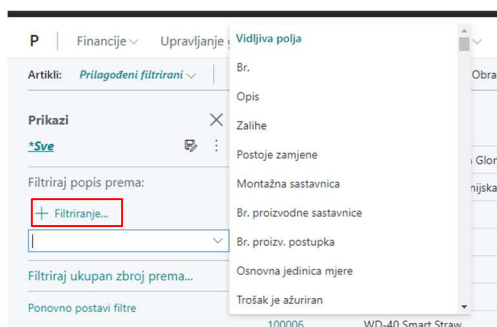 P Financije Upravljanje
Artikli: Prilagođeni filtrirani
Prikazi
*Sve
Filtriraj popis prema:
+ Filtriranje...
Filtriraj ukupan zbroj prema...
Ponovno postavi filtre
Vidljiva polja
Br.
Opis
Zalihe
Postoje zamjene
Montažna sastavnica
Br. proizvodne sastavnice
Br. proizv. postupka
Osnovna jedinica mjere
Trošak je ažuriran
100006 WD-40 Smart Straw